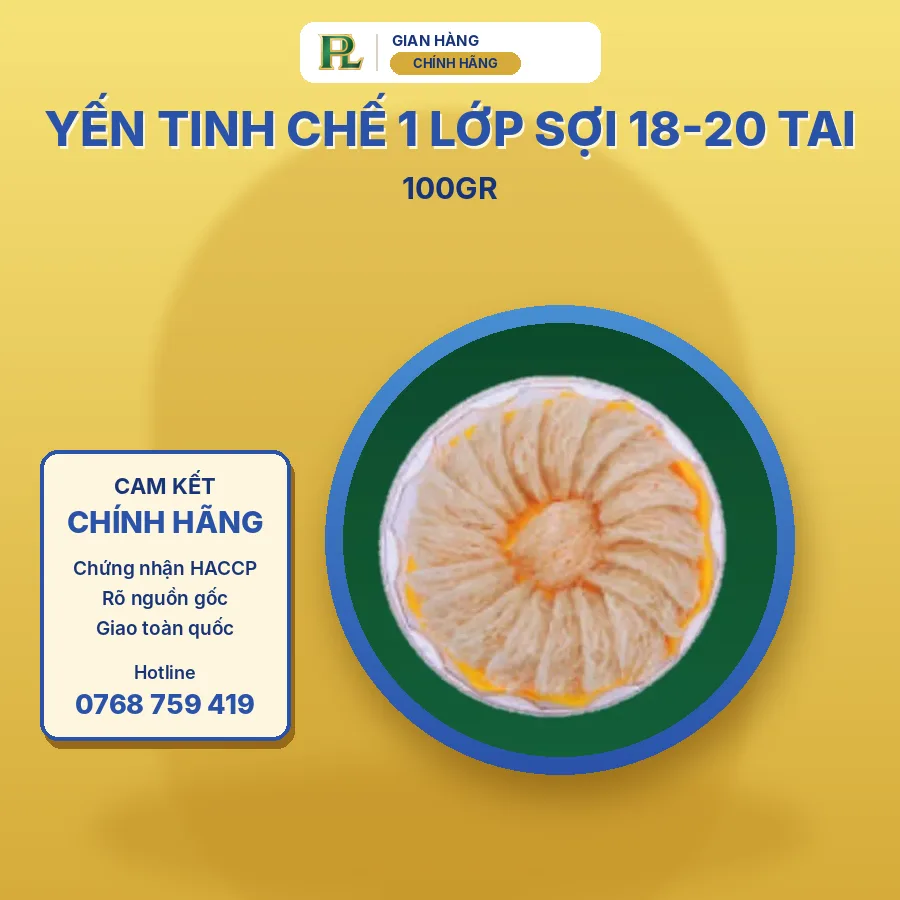 PL
GIAN HÀNG
CHÍNH HÃNG
YẾN TINH CHẾ 1 LỚP SỢI 18-20 TAI
100GR
CAM KẾT
CHÍNH HÃNG
Chứng nhận HACCP
Rõ nguồn gốc
Giao toàn quốc
Hotline
0768 759 419